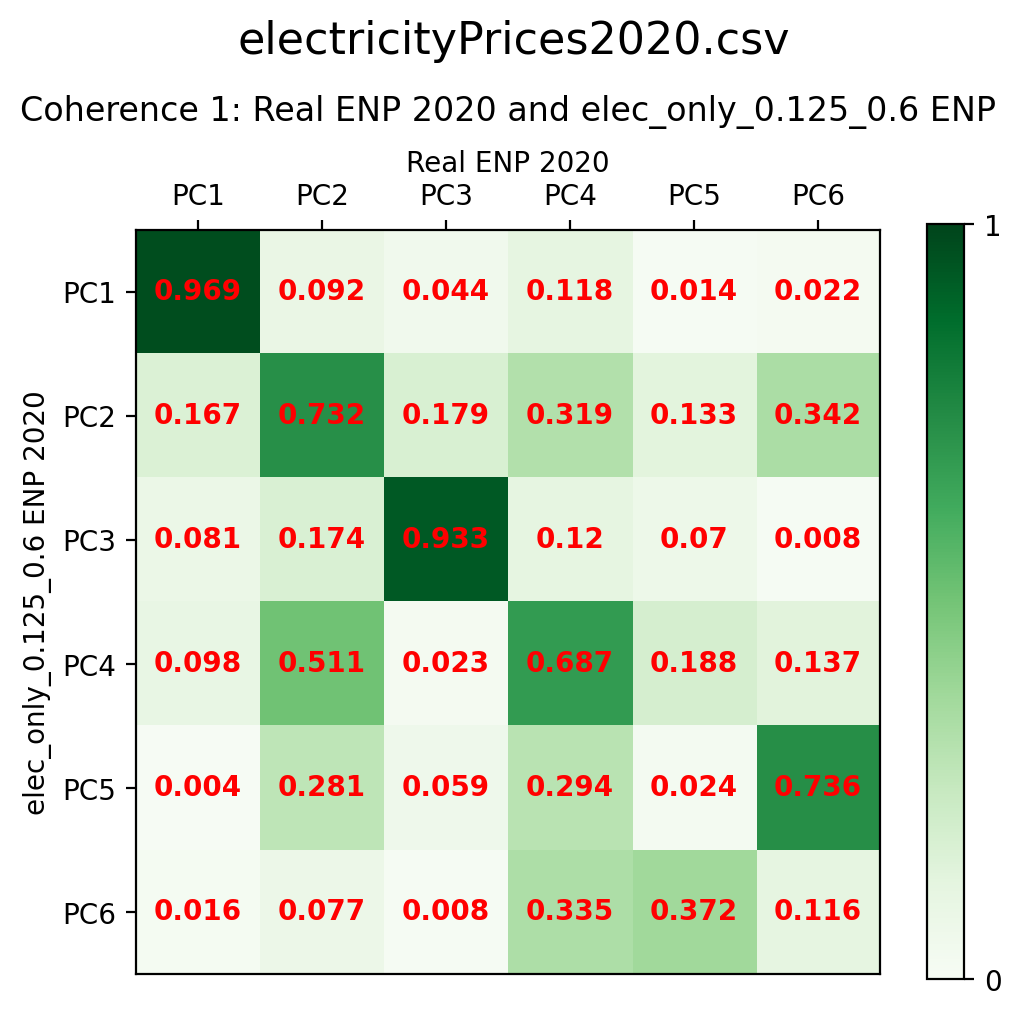 electricityPrices2020.csv
Coherence 1: Real ENP 2020 and elec_only_0.125_0.6 ENP
Real ENP 2020
PC1 PC2 PC3 PC4 PC5 PC6
1
PC1 0.969 0.092 0.044 0.118 0.014 0.022
PC2 0.167 0.732 0.179 0.319 0.133 0.342
elec_only_0.125_0.6 ENP 2020
PC3 0.081 0.174 0.933 0.12 0.07 0.008
PC4 0.098 0.511 0.023 0.687 0.188 0.137
PC5 0.004 0.281 0.059 0.294 0.024 0.736
PC6 0.016 0.077 0.008 0.335 0.372 0.116
0